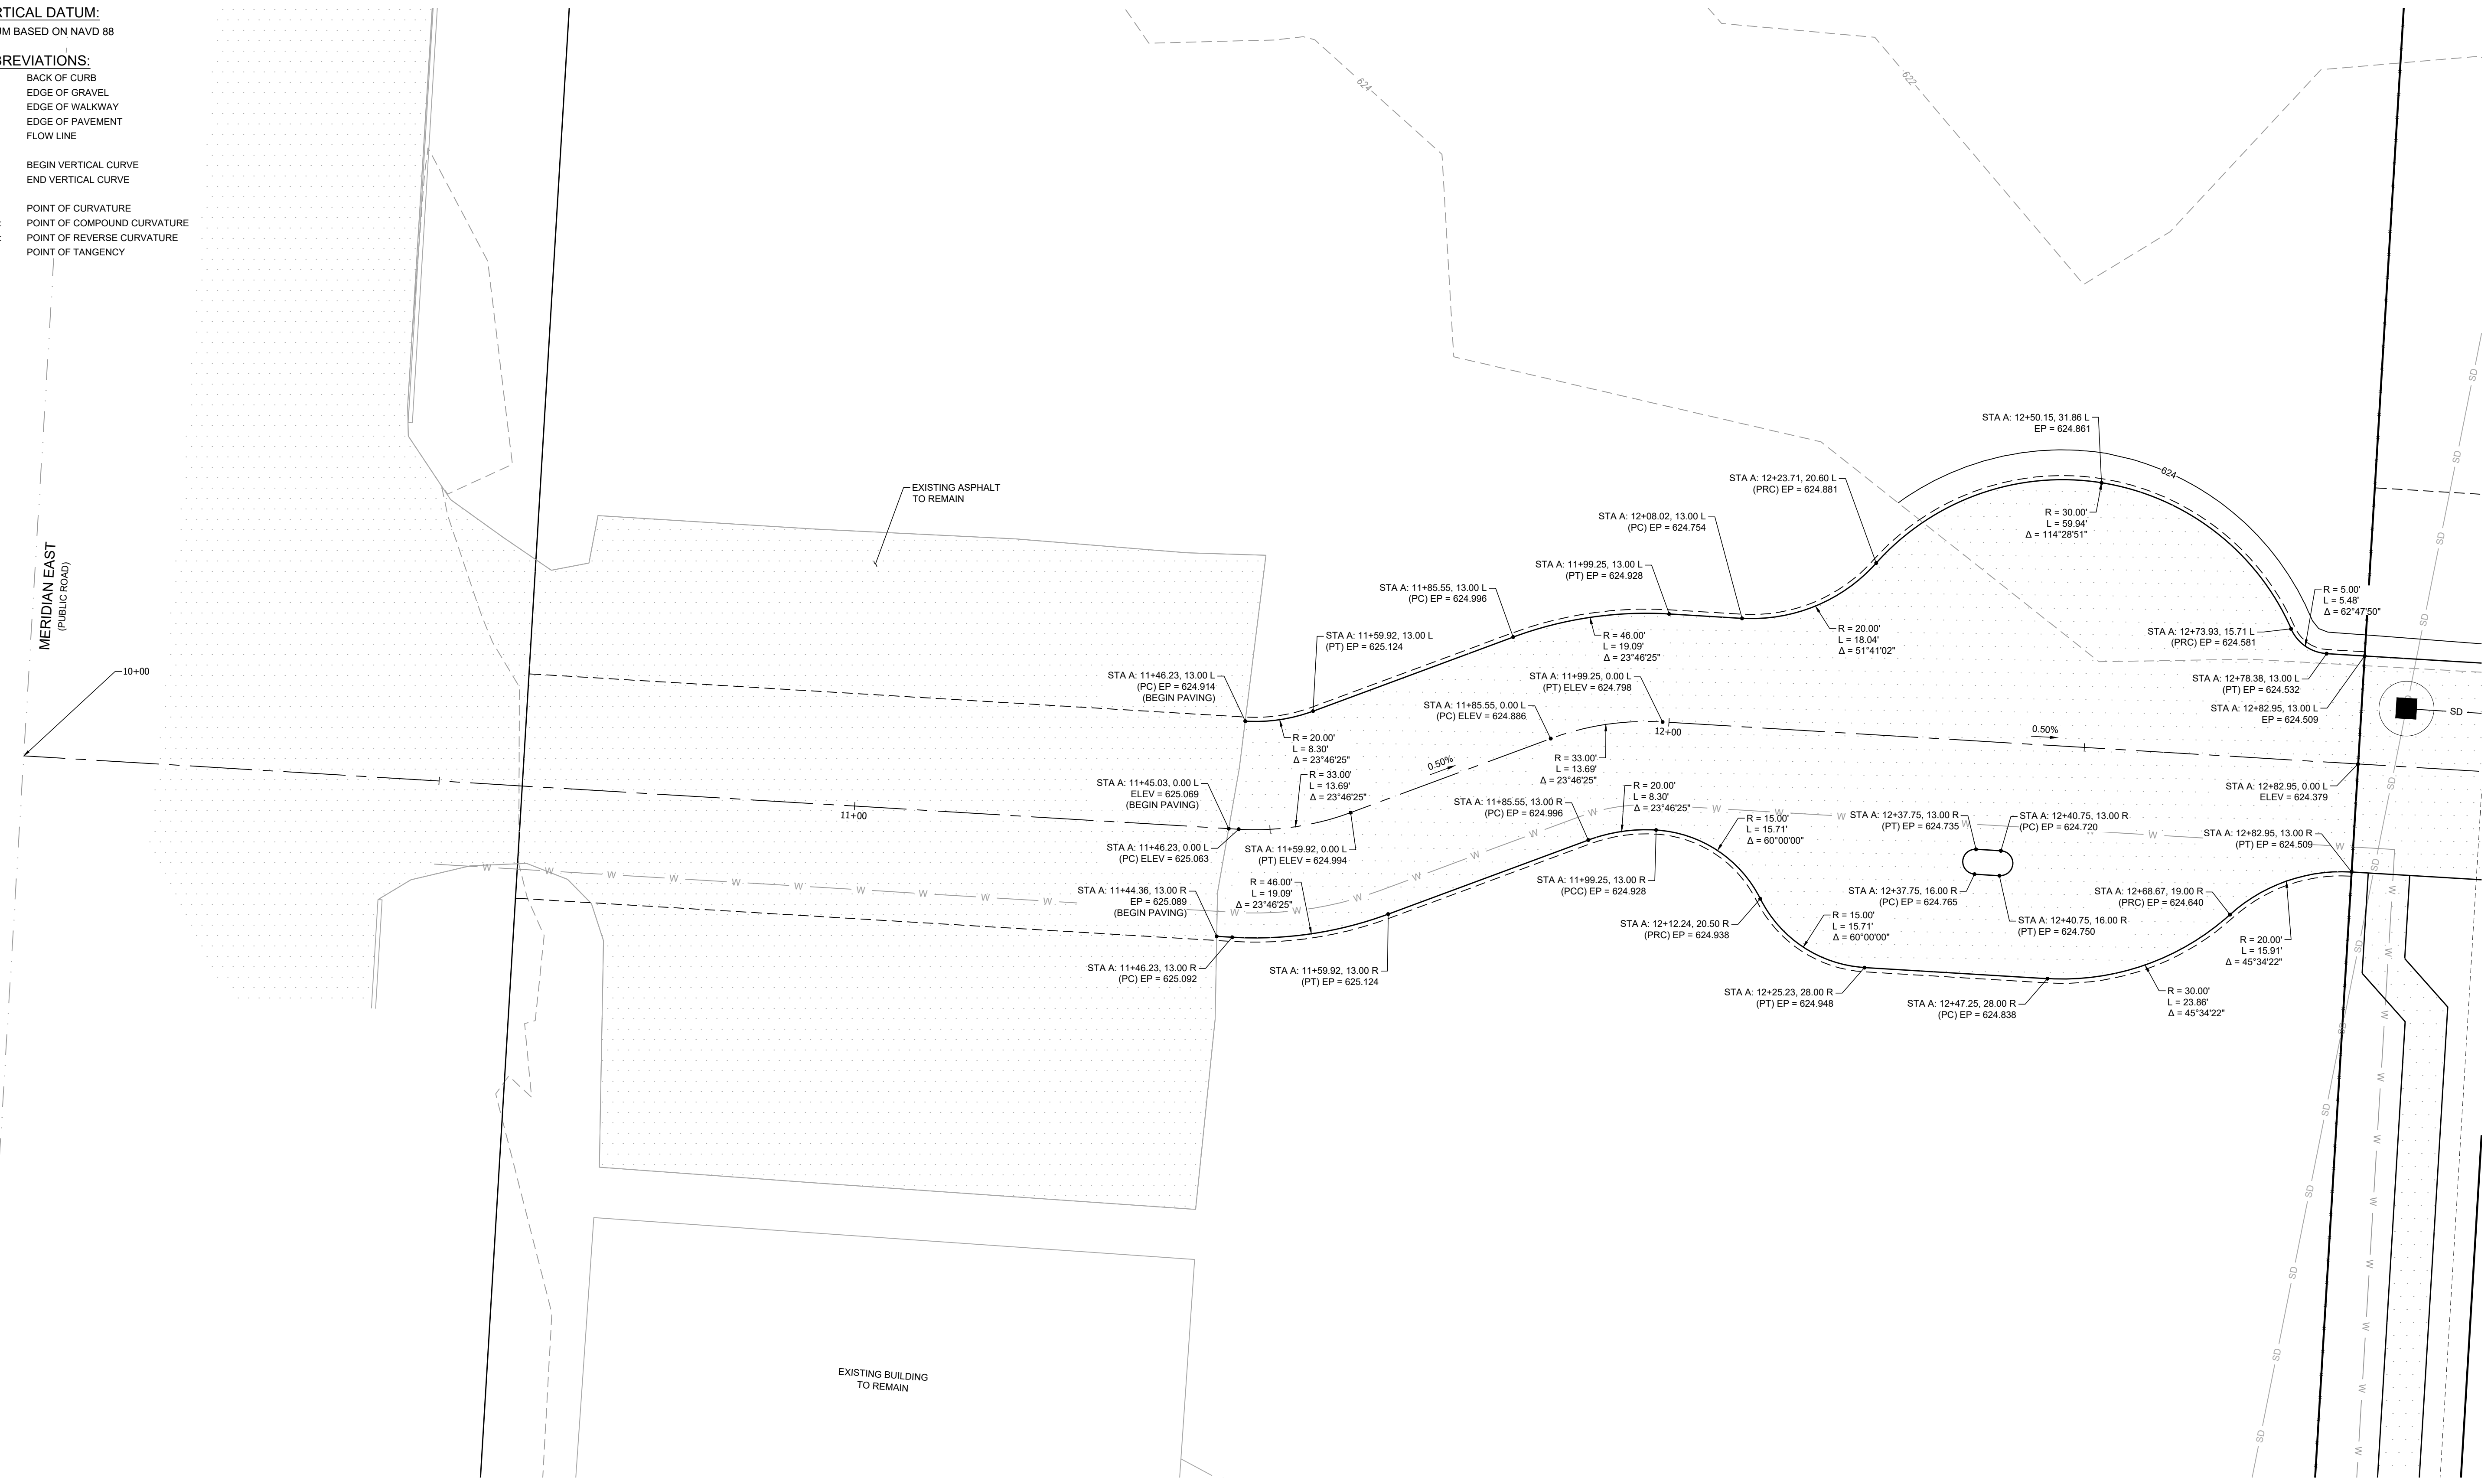 RTICAL DATUM:
UM BASED ON NAVD 88
BREVIATIONS:
BACK OF CURB
EDGE OF GRAVEL
EDGE OF WALKWAY
EDGE OF PAVEMENT
FLOW LINE
BEGIN VERTICAL CURVE
END VERTICAL CURVE
POINT OF CURVATURE
: POINT OF COMPOUND CURVATURE
: POINT OF REVERSE CURVATURE
POINT OF TANGENCY
MERIDIAN EAST
(PUBLIC ROAD)
10+00
11+00
12+00
EXISTING ASPHALT
TO REMAIN
EXISTING BUILDING
TO REMAIN
624
622
624
STA A: 11+46.23, 13.00 L
(PC) EP = 624.914
(BEGIN PAVING)
STA A: 11+59.92, 13.00 L
(PT) EP = 625.124
STA A: 11+85.55, 13.00 L
(PC) EP = 624.996
STA A: 11+99.25, 13.00 L
(PT) EP = 624.928
STA A: 12+08.02, 13.00 L
(PC) EP = 624.754
STA A: 12+23.71, 20.60 L
(PRC) EP = 624.881
STA A: 12+50.15, 31.86 L
EP = 624.861
R = 30.00'
L = 59.94'
Δ = 114°28'51"
R = 5.00'
L = 5.48'
Δ = 62°47'50"
STA A: 12+73.93, 15.71 L
(PRC) EP = 624.581
STA A: 12+78.38, 13.00 L
(PT) EP = 624.532
STA A: 12+82.95, 13.00 L
EP = 624.509
R = 20.00'
L = 18.04'
Δ = 51°41'02"
R = 46.00'
L = 19.09'
Δ = 23°46'25"
R = 20.00'
L = 8.30'
Δ = 23°46'25"
STA A: 11+99.25, 0.00 L
(PT) ELEV = 624.798
STA A: 11+85.55, 0.00 L
(PC) ELEV = 624.886
R = 33.00'
L = 13.69'
Δ = 23°46'25"
0.50%
0.50%
STA A: 11+45.03, 0.00 L
ELEV = 625.069
(BEGIN PAVING)
R = 33.00'
L = 13.69'
Δ = 23°46'25"
STA A: 11+46.23, 0.00 L
(PC) ELEV = 625.063
STA A: 11+59.92, 0.00 L
(PT) ELEV = 624.994
STA A: 12+82.95, 0.00 L
ELEV = 624.379
STA A: 11+85.55, 13.00 R
(PC) EP = 624.996
R = 20.00'
L = 8.30'
Δ = 23°46'25"
R = 15.00'
L = 15.71'
Δ = 60°00'00"
STA A: 12+37.75, 13.00 R
(PT) EP = 624.735
STA A: 12+40.75, 13.00 R
(PC) EP = 624.720
STA A: 12+82.95, 13.00 R
(PT) EP = 624.509
STA A: 11+44.36, 13.00 R
EP = 625.089
(BEGIN PAVING)
R = 46.00'
L = 19.09'
Δ = 23°46'25"
STA A: 11+99.25, 13.00 R
(PCC) EP = 624.928
STA A: 12+37.75, 16.00 R
(PC) EP = 624.765
STA A: 12+68.67, 19.00 R
(PRC) EP = 624.640
STA A: 12+12.24, 20.50 R
(PRC) EP = 624.938
R = 15.00'
L = 15.71'
Δ = 60°00'00"
STA A: 12+40.75, 16.00 R
(PT) EP = 624.750
R = 20.00'
L = 15.91'
Δ = 45°34'22"
STA A: 11+46.23, 13.00 R
(PC) EP = 625.092
STA A: 11+59.92, 13.00 R
(PT) EP = 625.124
STA A: 12+25.23, 28.00 R
(PT) EP = 624.948
STA A: 12+47.25, 28.00 R
(PC) EP = 624.838
R = 30.00'
L = 23.86'
Δ = 45°34'22"
W W W W W W W W W W W W W W W W W W W W W W W
W W W W W W W W
SD SD SD SD SD SD SD SD SD SD SD SD SD SD
SD